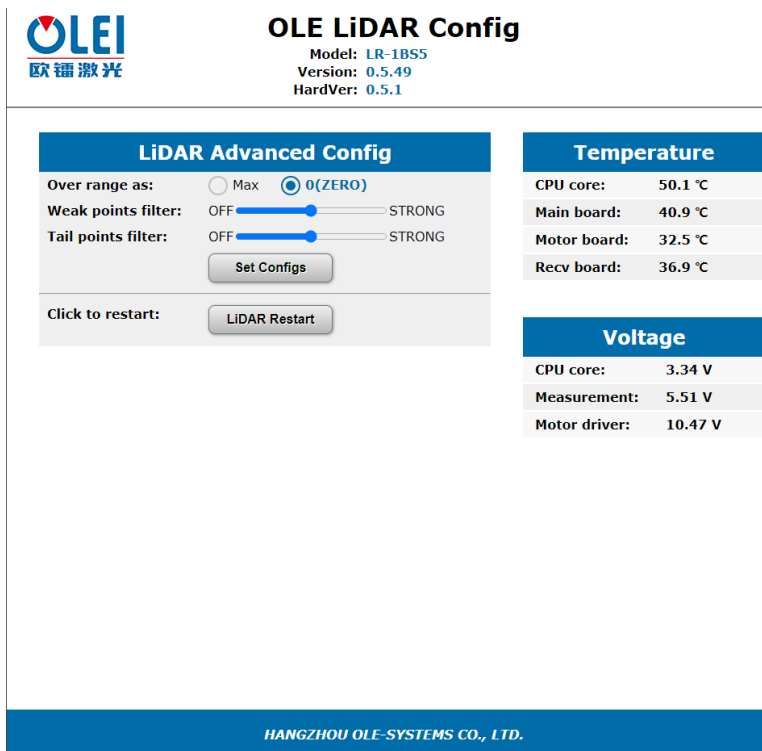 OLEI
欧镭激光
OLE LiDAR Config
Model: LR-1BS5
Version: 0.5.49
HardVer: 0.5.1
LiDAR Advanced Config
Over range as: Max 0(ZERO)
Weak points filter: OFF STRONG
Tail points filter: OFF STRONG
Set Configs
Click to restart: LiDAR Restart
Temperature
CPU core: 50.1 ℃
Main board: 40.9 ℃
Motor board: 32.5 ℃
Recv board: 36.9 ℃
Voltage
CPU core: 3.34 V
Measurement: 5.51 V
Motor driver: 10.47 V
HANGZHOU OLE-SYSTEMS CO., LTD.